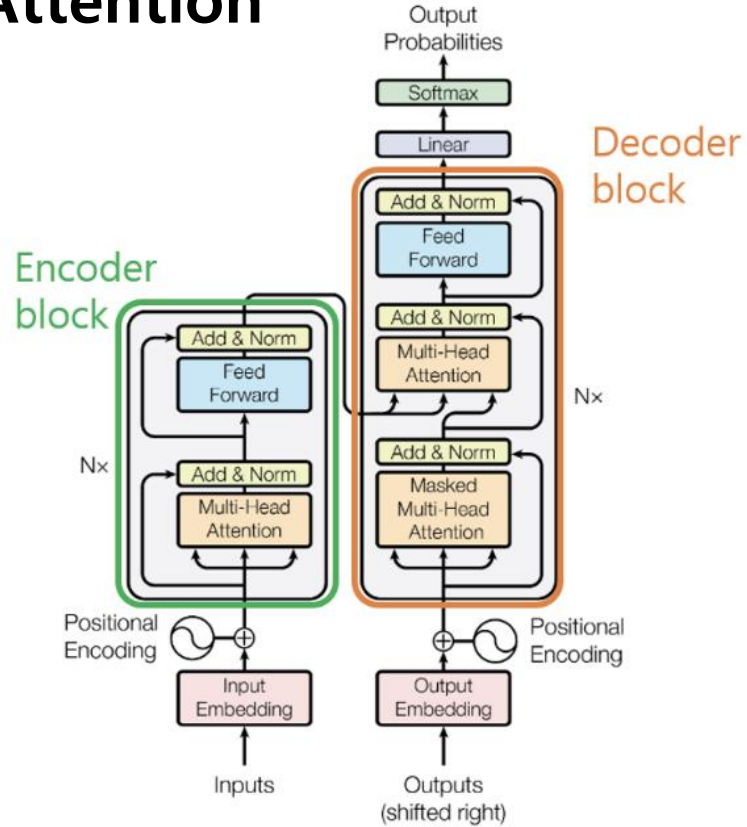 Attention
Output
Probabilities
Softmax
Linear
Decoder
block
Add & Norm
Feed
Forward
Add & Norm
Multi-Head
Attention
Nx
Add & Norm
Masked
Multi-Head
Attention
Encoder
block
Add & Norm
Feed
Forward
Nx
Add & Norm
Multi-Head
Attention
Positional
Encoding
Positional
Encoding
Input
Embedding
Output
Embedding
Inputs
Outputs
(shifted right)